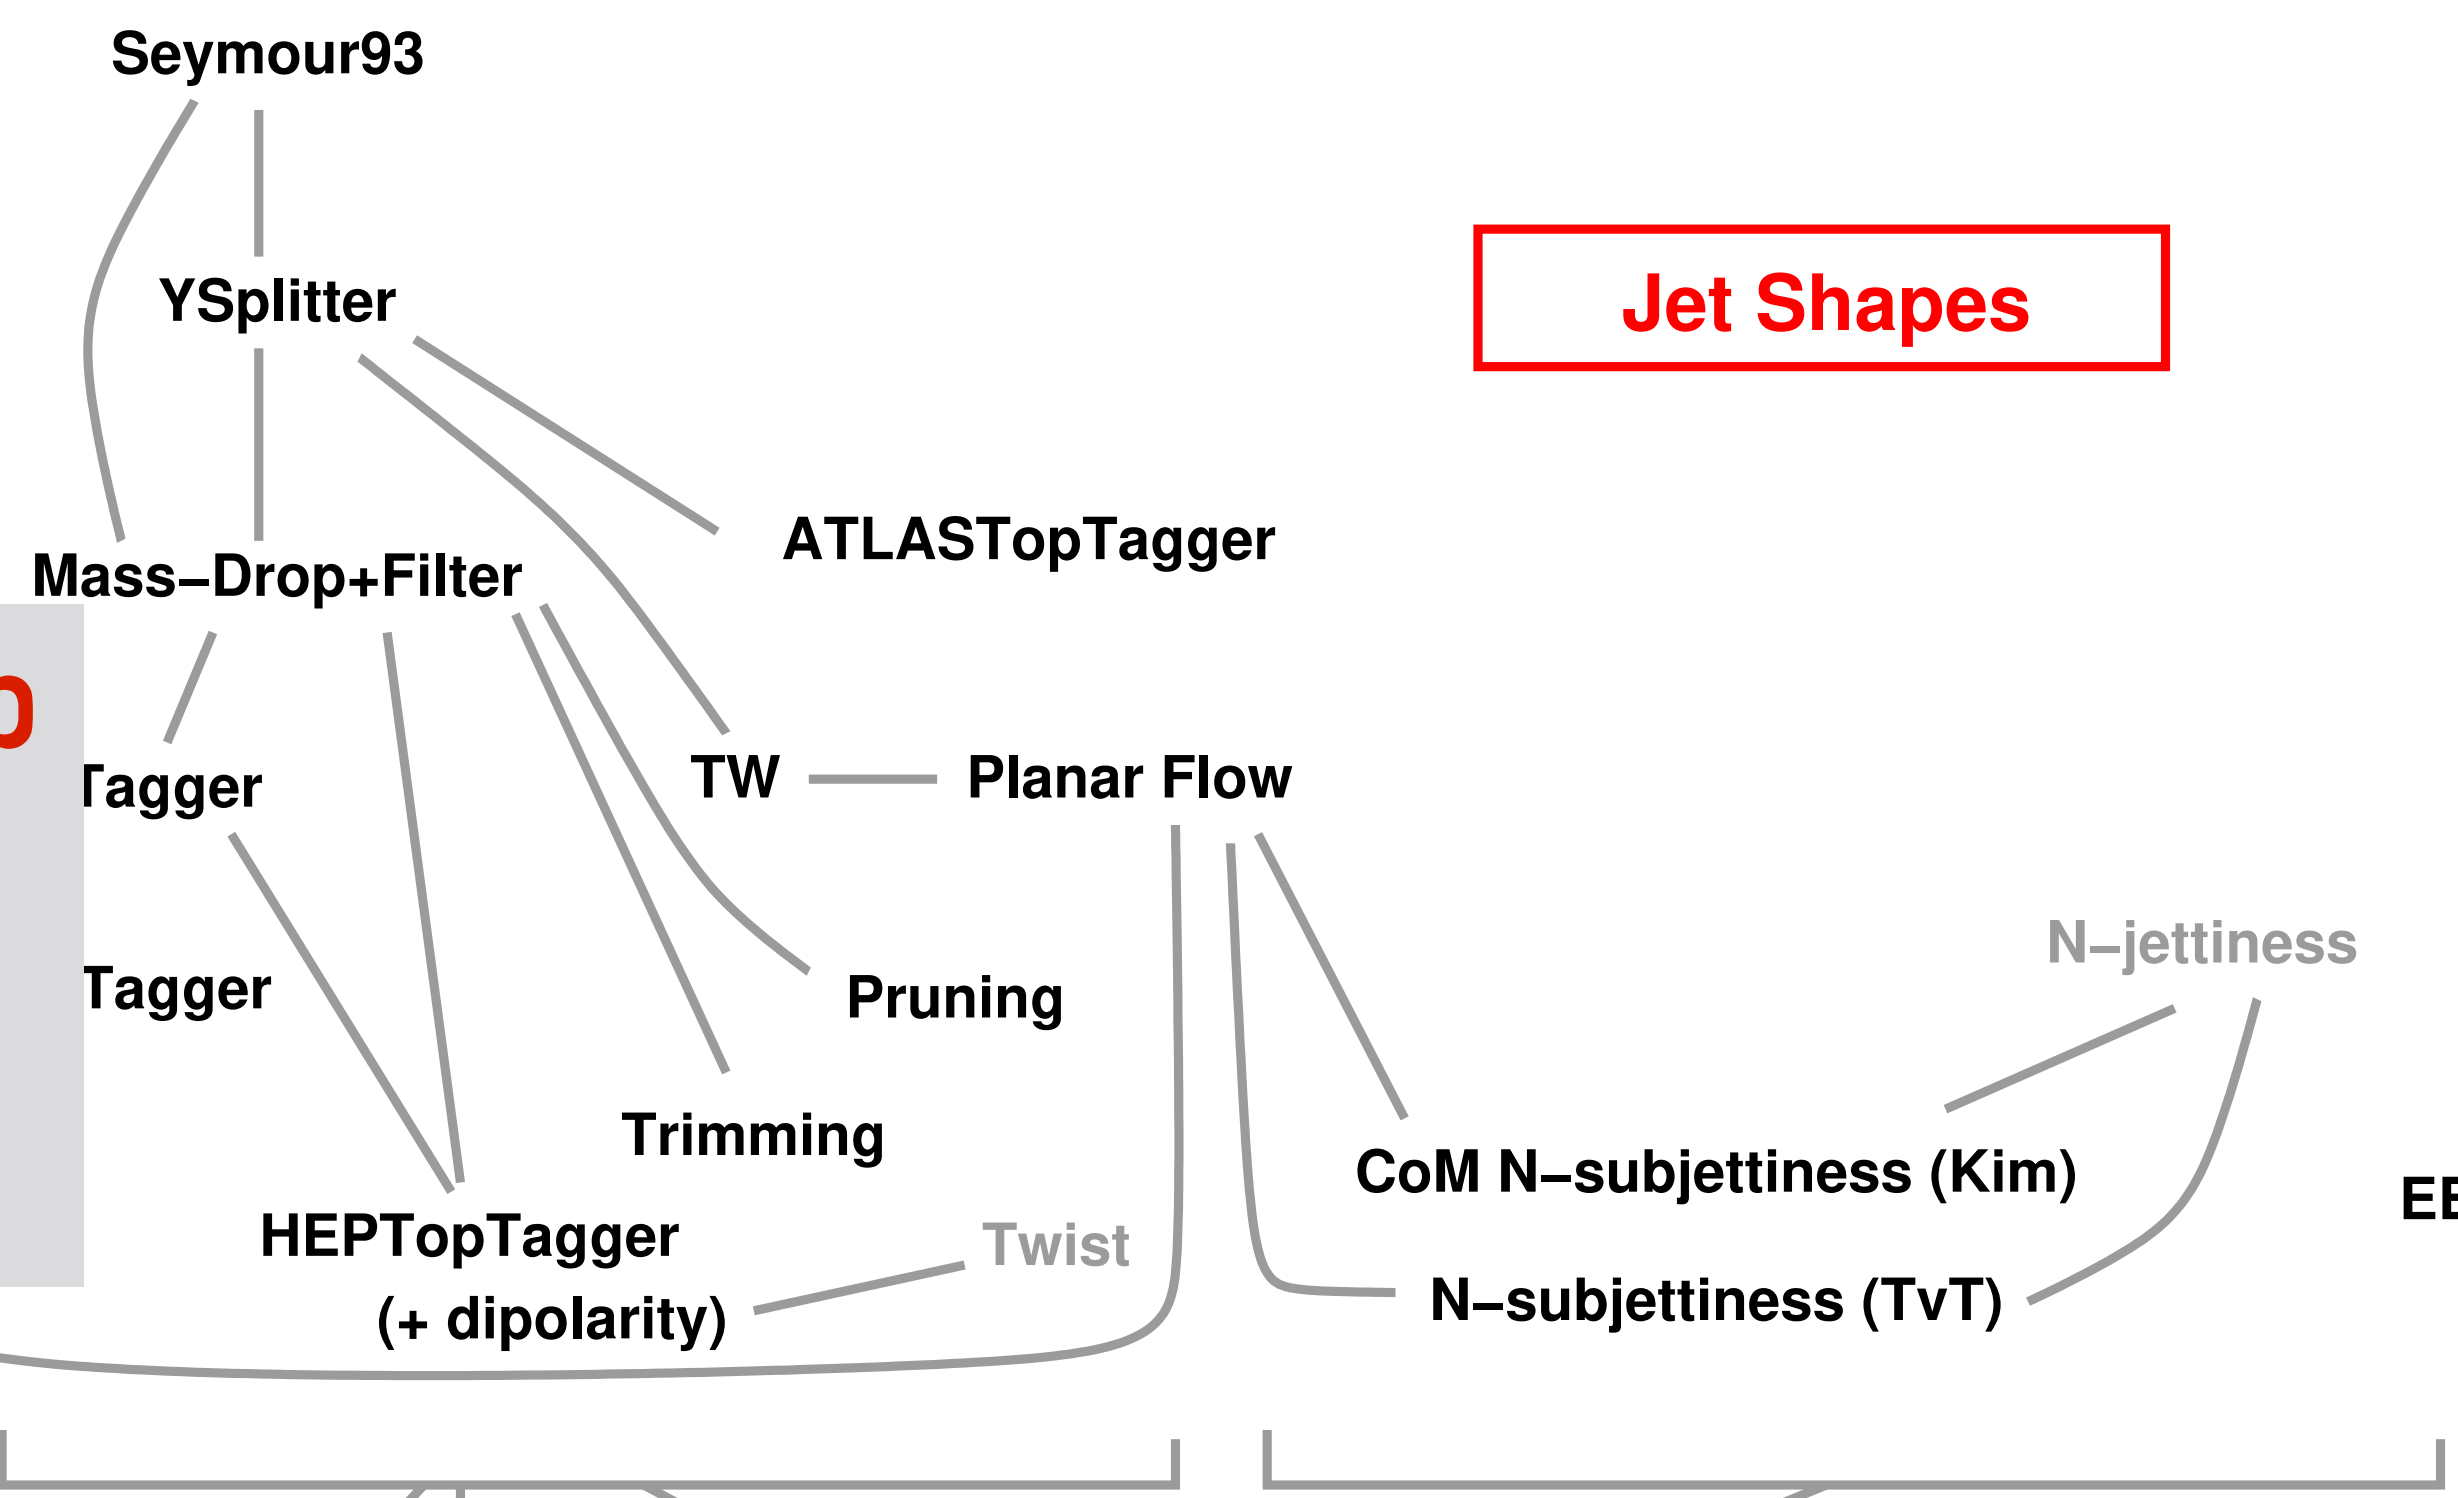 Seymour93
YSplitter
Jet Shapes
ATLASTopTagger
Mass–Drop+Filter
TW
Planar Flow
Tagger
N–jettiness
Tagger
Pruning
Trimming
CoM N–subjettiness (Kim)
HEPTopTagger
Twist
N–subjettiness (TvT)
(+ dipolarity)